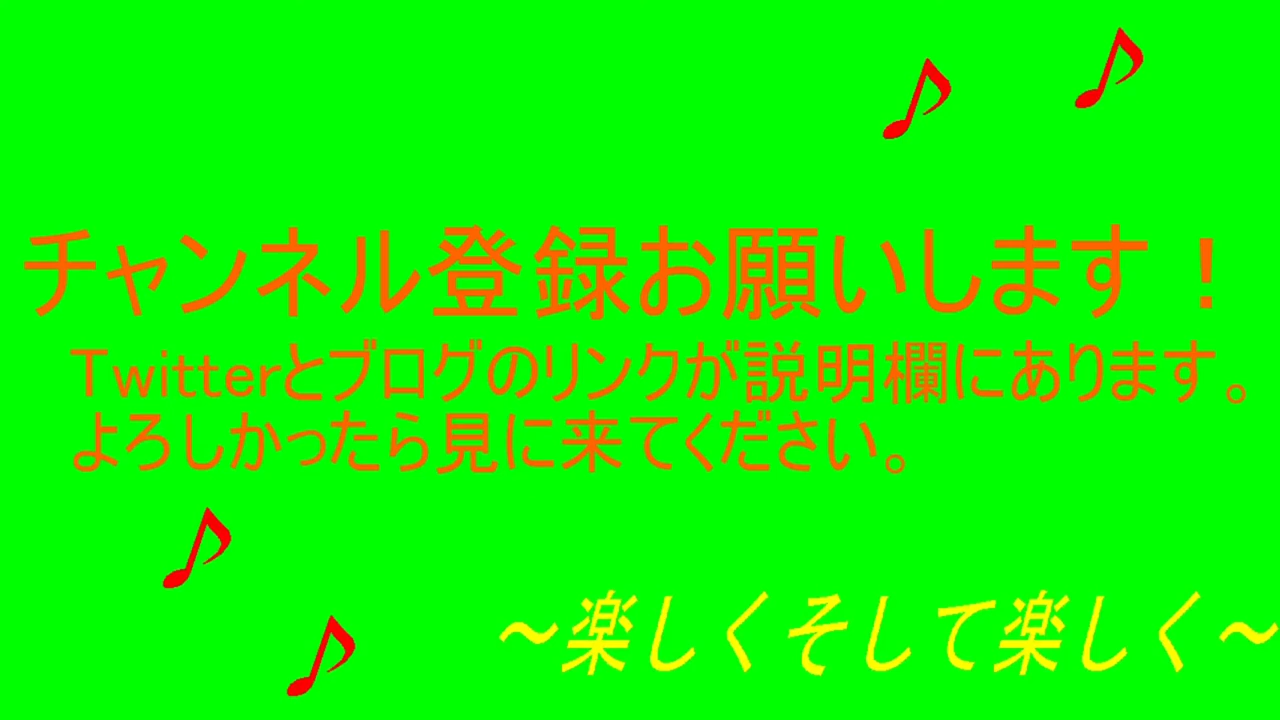 チャンネル登録お願いします！
Twitterとブログのリンクが説明欄にあります。
よろしかったら見に来てください。
～楽しくそして楽しく～